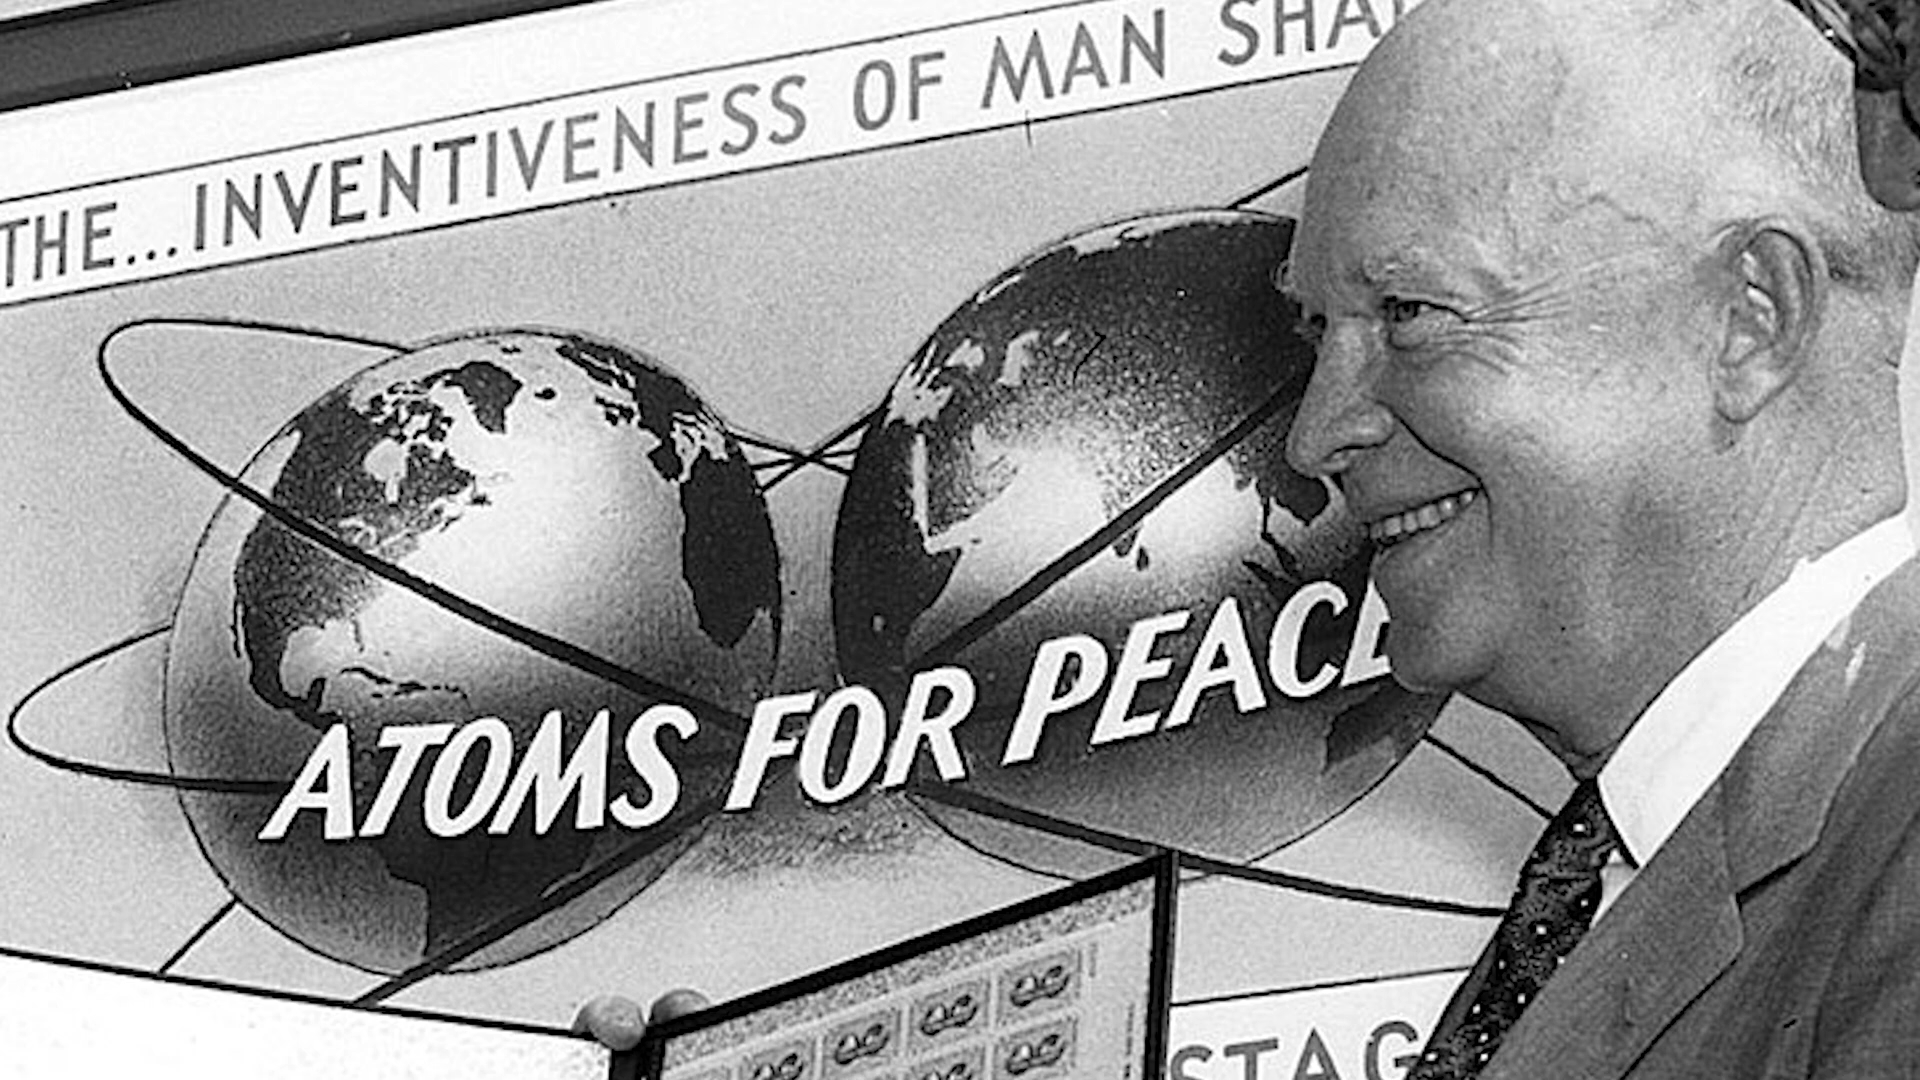 THE...INVENTIVENESS OF MAN SHA
ATOMS FOR PEACE
STAG